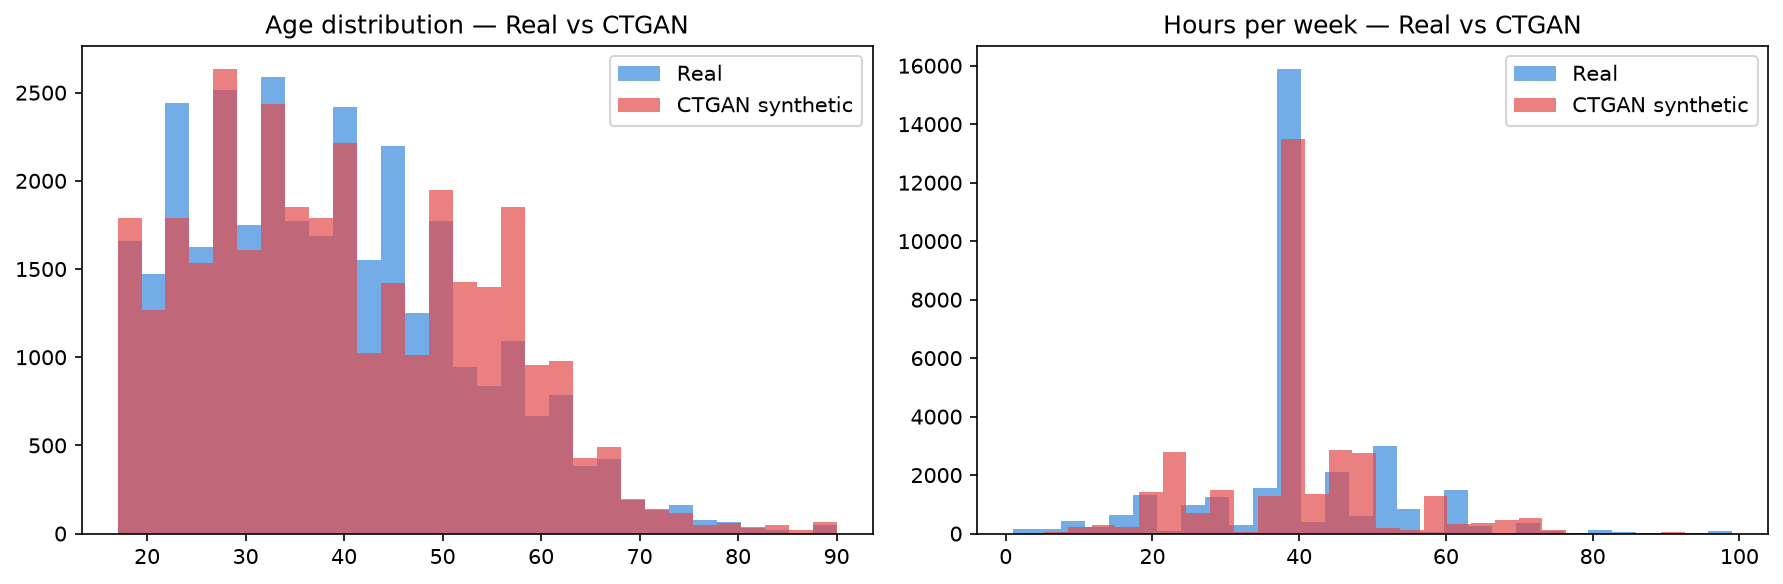 Age distribution — Real vs CTGAN
Real
CTGAN synthetic
2500
2000
1500
1000
500
0
20 30 40 50 60 70 80 90
Hours per week — Real vs CTGAN
Real
CTGAN synthetic
16000
14000
12000
10000
8000
6000
4000
2000
0
0 20 40 60 80 100